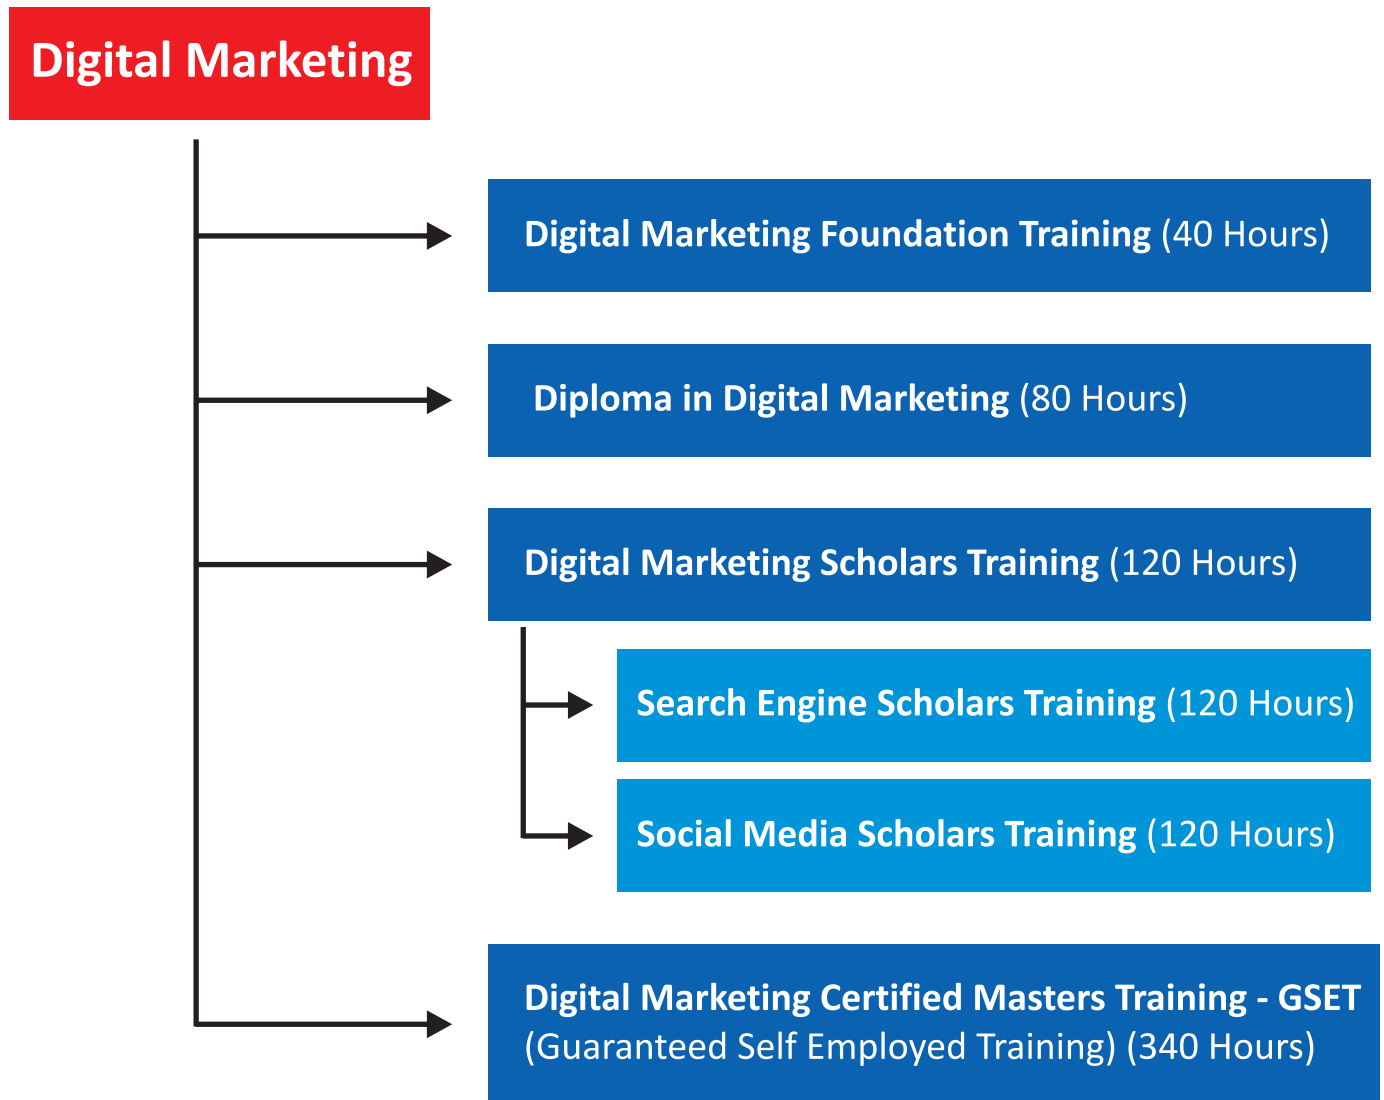 Digital Marketing
Digital Marketing Foundation Training (40 Hours)
Diploma in Digital Marketing (80 Hours)
Digital Marketing Scholars Training (120 Hours)
Search Engine Scholars Training (120 Hours)
Social Media Scholars Training (120 Hours)
Digital Marketing Certified Masters Training - GSET
(Guaranteed Self Employed Training) (340 Hours)